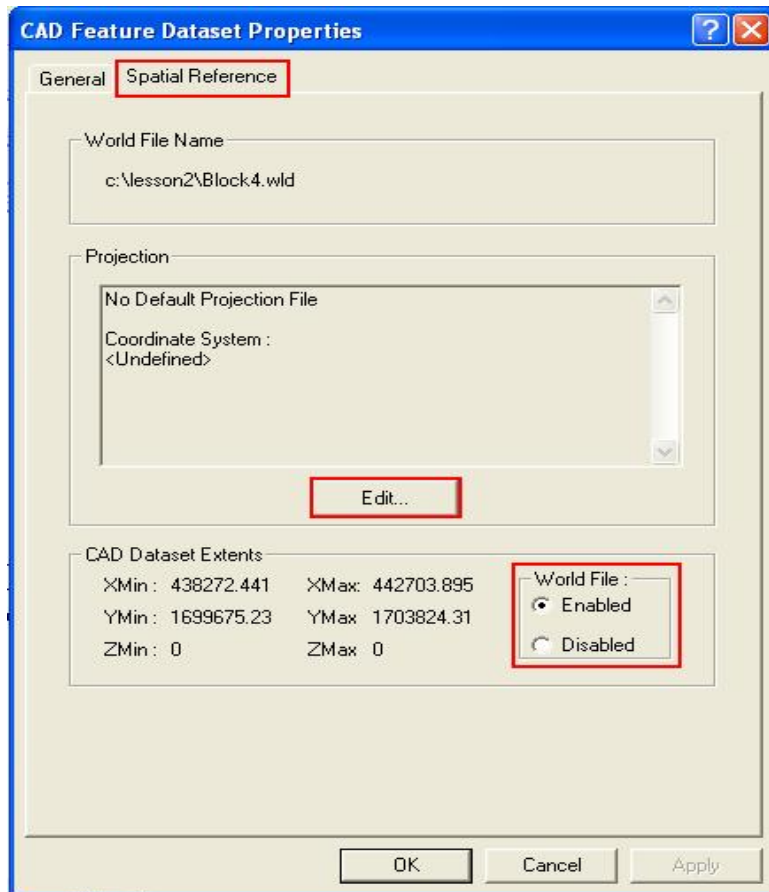 CAD Feature Dataset Properties
General Spatial Reference
World File Name
c:\lesson2\Block4.wld
Projection
No Default Projection File
Coordinate System :
<Undefined>
Edit...
CAD Dataset Extents
XMin : 438272.441 XMax: 442703.895
YMin : 1699675.23 YMax 1703824.31
ZMin : 0 ZMax 0
World File :
Enabled
Disabled
OK Cancel Apply